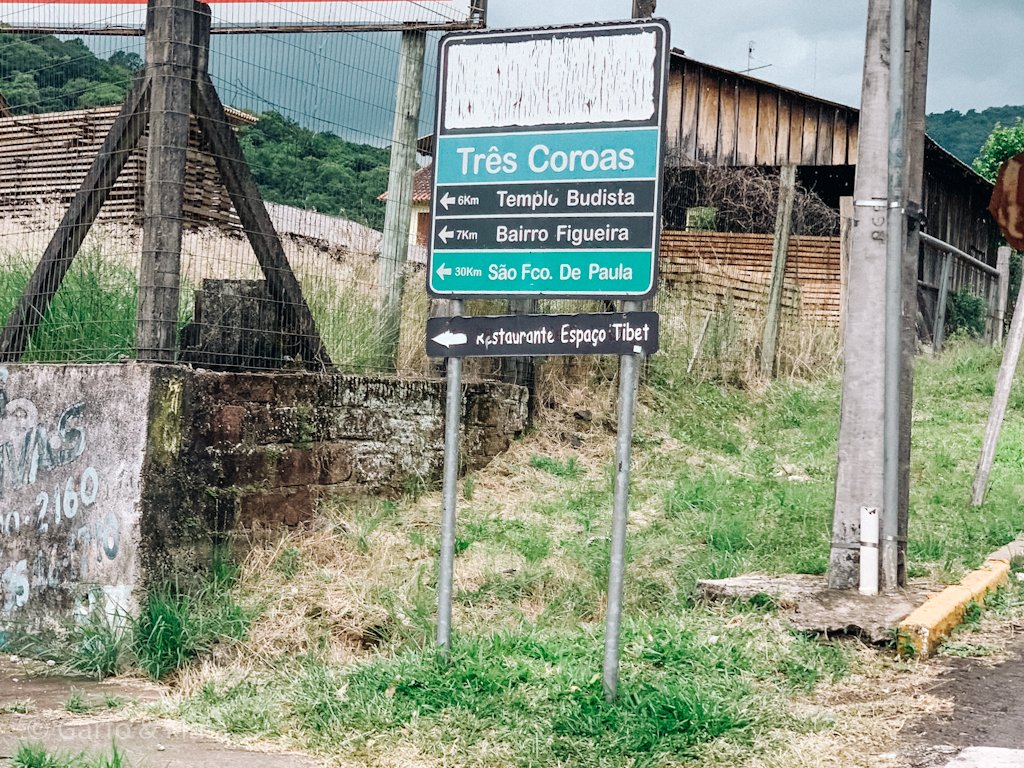 Três Coroas
6Km Templo Budista
7Km Bairro Figueira
30Km São Fco. De Paula
Restaurante Espaço Tibet
2160